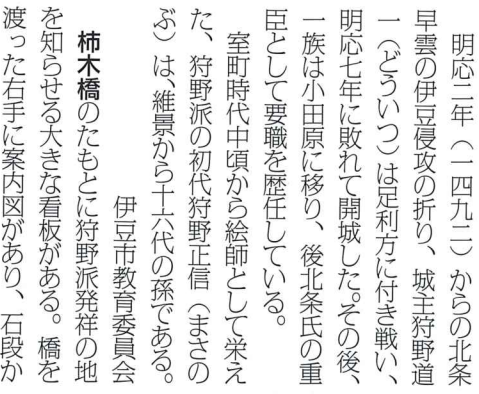 明応二年(一四九二)からの北条
早雲の伊豆侵攻の折り、城主狩野道
一(どういつ)は足利方に付き戦い、
明応七年に敗れて開城した。その後、
一族は小田原に移り、後北条氏の重
臣として要職を歴任している。
室町時代中頃から絵師として栄え
た、狩野派の初代狩野正信(まさの
ぶ)は、維景から十六代の孫である。
伊豆市教育委員会
柿木橋のたもとに狩野派発祥の地
を知らせる大きな看板がある。橋を
渡った右手に案内図があり、石段か